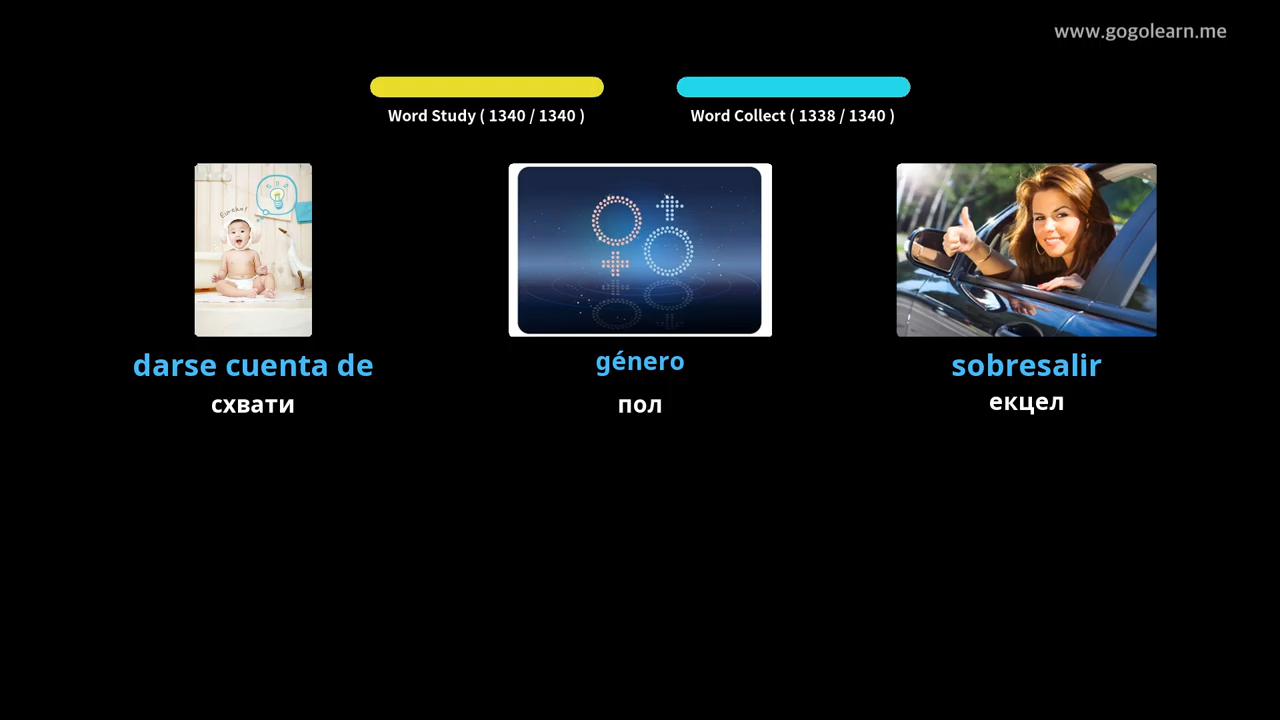 www.gogolearn.me
Word Study ( 1340 / 1340 )
Word Collect ( 1338 / 1340 )
Eureka!
darse cuenta de
género
sobresalir
схвати
пол
екцел